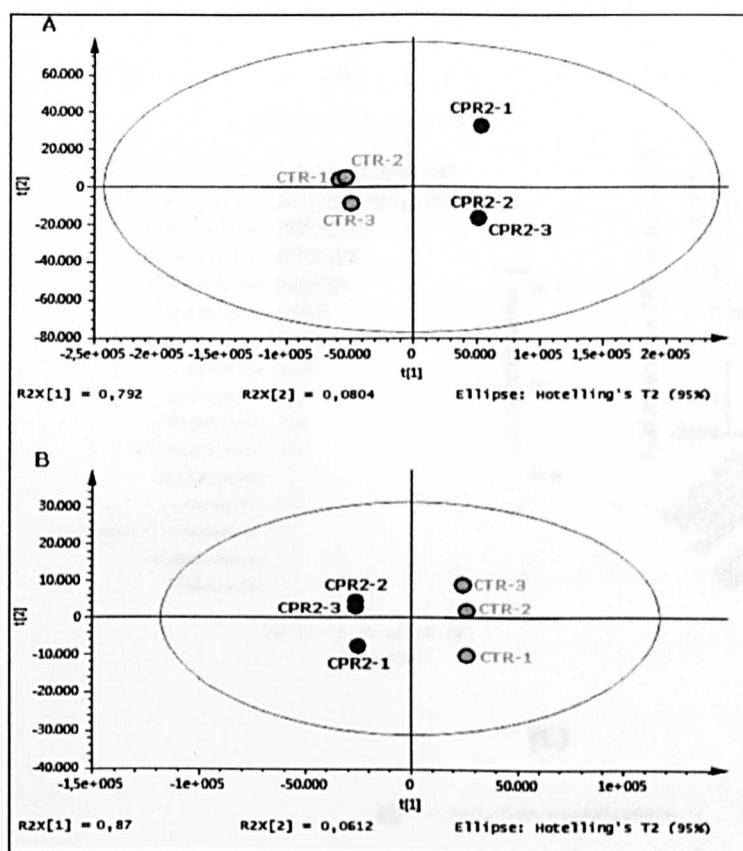 A
60.000
40.000
20.000
0
-20.000
-40.000
-60.000
-80.000
t[2]
CPR2-1
CTR-2
CTR-1
CTR-3
CPR2-2
CPR2-3
-2,5e+005 -2e+005 -1,5e+005 -1e+005 -50.000 0 50.000 1e+005 1,5e+005 2e+005
t[1]
R2X[1] = 0,792 R2X[2] = 0,0804 Ellipse: Hotelling's T2 (95%)
B
30.000
20.000
10.000
0
-10.000
-20.000
-30.000
-40.000
t[2]
CPR2-2
CPR2-3
CPR2-1
CTR-3
CTR-2
CTR-1
-1,5e+005 -1e+005 -50.000 0 50.000 1e+005
t[1]
R2X[1] = 0,87 R2X[2] = 0,0612 Ellipse: Hotelling's T2 (95%)